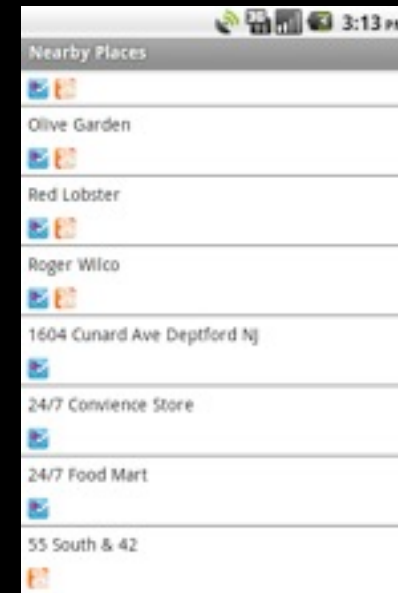 3:13 PM
Nearby Places
Olive Garden
Red Lobster
Roger Wilco
1604 Cunard Ave Deptford NJ
24/7 Convience Store
24/7 Food Mart
55 South & 42